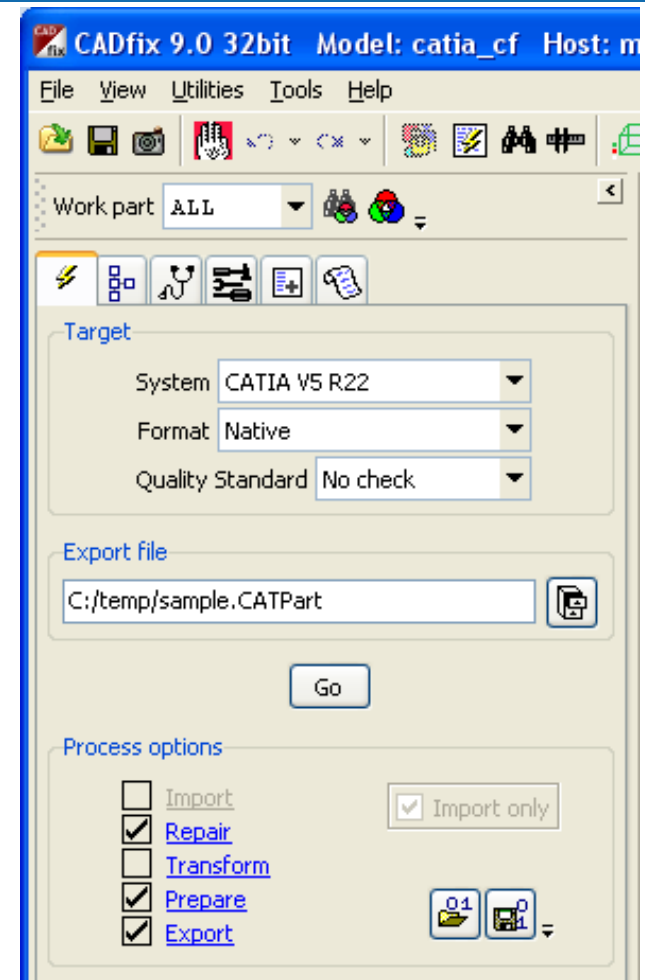 CADfix 9.0 32bit Model: catia_cf Host: m
File View Utilities Tools Help
Work part ALL
Target
System CATIA V5 R22
Format Native
Quality Standard No check
Export file
C:/temp/sample.CATPart
Go
Process options
Import
Import only
Repair
Transform
Prepare
Export